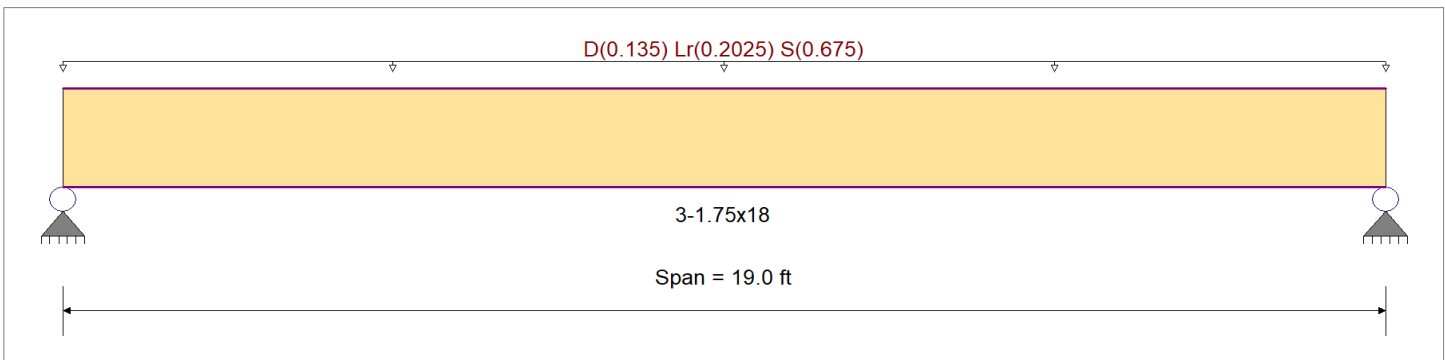 D(0.135) Lr(0.2025) S(0.675)
3-1.75x18
Span = 19.0 ft